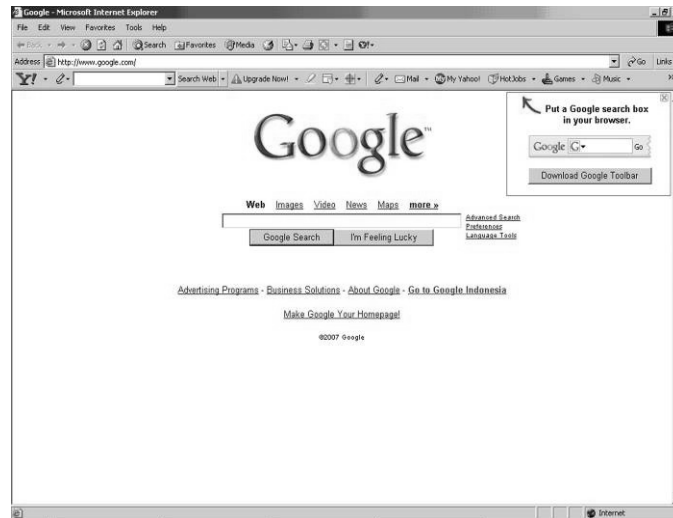 Google - Microsoft Internet Explorer
File Edit View Favorites Tools Help
Back Search Favorites Media
Address http://www.google.com/ Go Links
Y! Search Web Upgrade Now! Mail My Yahoo! HotJobs Games Music
Put a Google search box
in your browser.
Google G Go
Download Google Toolbar
Google™
Web Images Video News Maps more »
Advanced Search
Preferences
Language Tools
Google Search I'm Feeling Lucky
Advertising Programs - Business Solutions - About Google - Go to Google Indonesia
Make Google Your Homepage!
©2007 Google
Internet